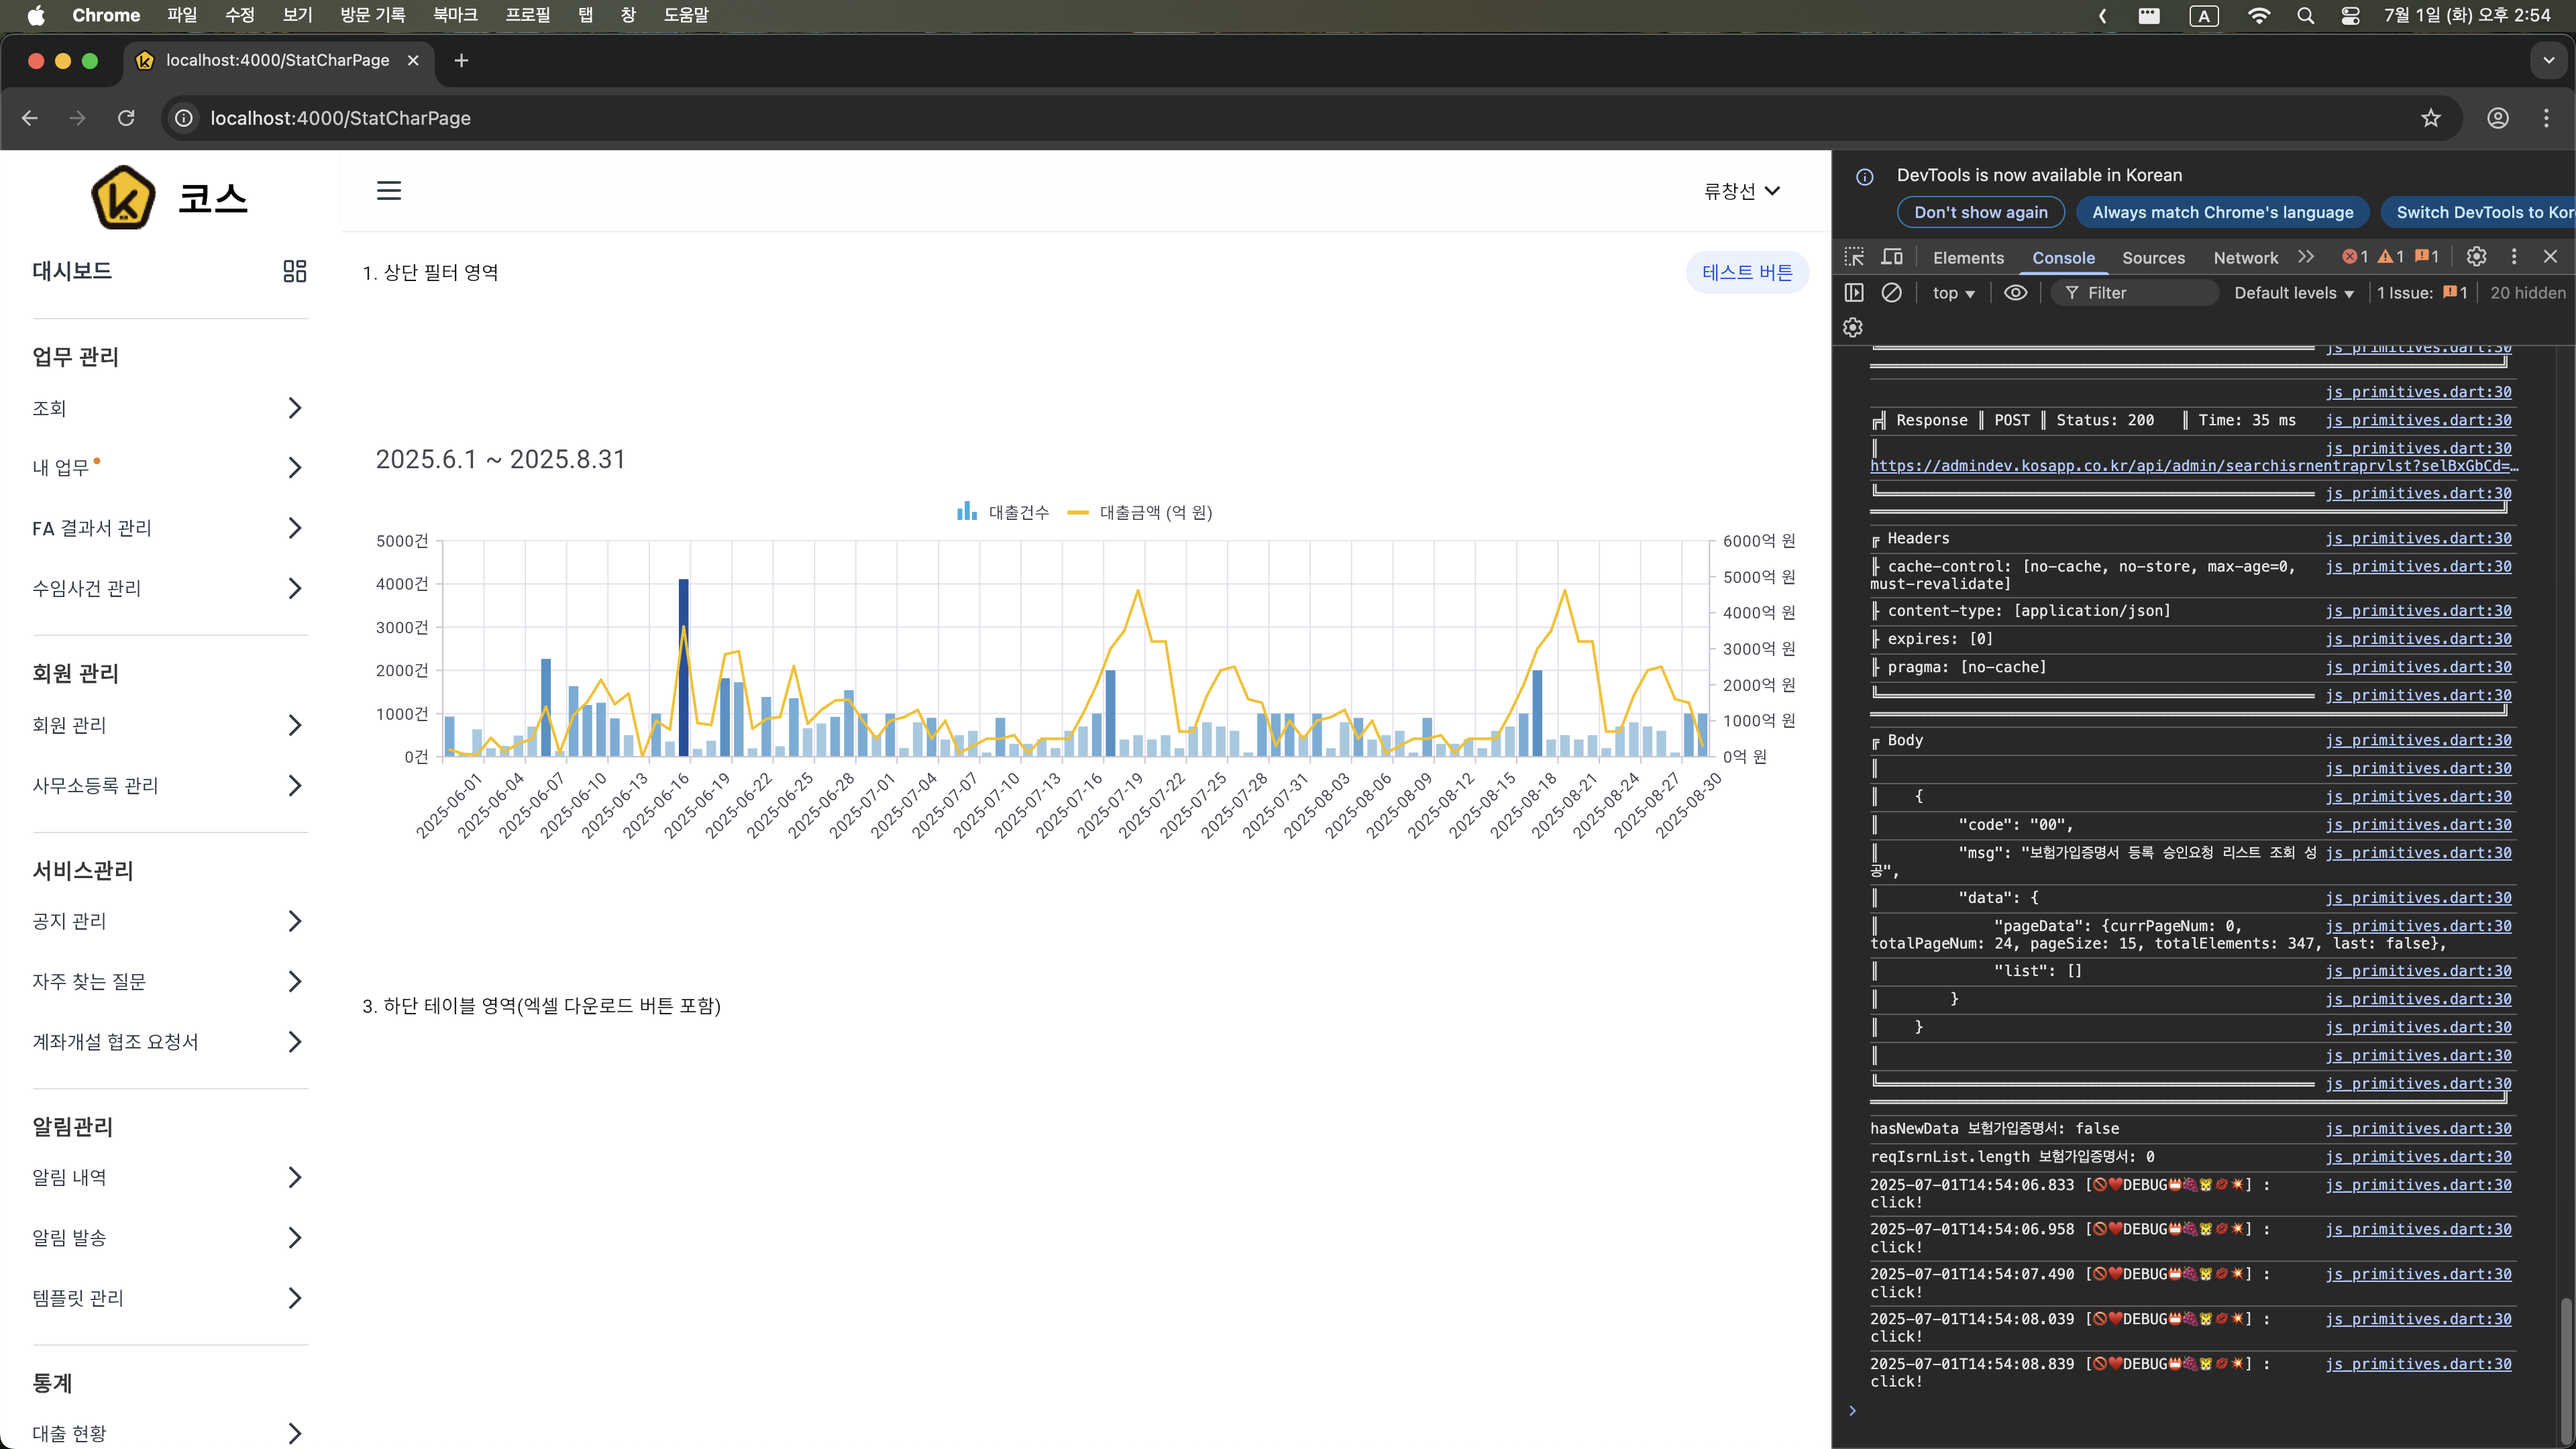 Chrome 파일 수정 보기 방문 기록 북마크 프로필 탭 창 도움말
A 7월 1일 (화) 오후 2:54
localhost:4000/StatCharPage
localhost:4000/StatCharPage
코스
대시보드
업무 관리
조회
내 업무
FA 결과서 관리
수임사건 관리
회원 관리
회원 관리
사무소등록 관리
서비스관리
공지 관리
자주 찾는 질문
계좌개설 협조 요청서
알림관리
알림 내역
알림 발송
템플릿 관리
통계
대출 현황
류창선
1. 상단 필터 영역
테스트 버튼
2025.6.1 ~ 2025.8.31
대출건수 대출금액 (억 원)
5000건
4000건
3000건
2000건
1000건
0건
6000억 원
5000억 원
4000억 원
3000억 원
2000억 원
1000억 원
0억 원
2025-06-01
2025-06-04
2025-06-07
2025-06-10
2025-06-13
2025-06-16
2025-06-19
2025-06-22
2025-06-25
2025-06-28
2025-07-01
2025-07-04
2025-07-07
2025-07-10
2025-07-13
2025-07-16
2025-07-19
2025-07-22
2025-07-25
2025-07-28
2025-07-31
2025-08-03
2025-08-06
2025-08-09
2025-08-12
2025-08-15
2025-08-18
2025-08-21
2025-08-24
2025-08-27
2025-08-30
3. 하단 테이블 영역(엑셀 다운로드 버튼 포함)
DevTools is now available in Korean
Don't show again Always match Chrome's language Switch DevTools to Kor
Elements Console Sources Network 1 1 1
top Filter Default levels 1 Issue: 1 20 hidden
js_primitives.dart:30
js_primitives.dart:30
Response ║ POST ║ Status: 200 ║ Time: 35 ms js_primitives.dart:30
js_primitives.dart:30
https://admindev.kosapp.co.kr/api/admin/searchisrnentraprvlst?selBxGbCd=…
js_primitives.dart:30
Headers js_primitives.dart:30
cache-control: [no-cache, no-store, max-age=0, js_primitives.dart:30
must-revalidate]
content-type: [application/json] js_primitives.dart:30
expires: [0] js_primitives.dart:30
pragma: [no-cache] js_primitives.dart:30
js_primitives.dart:30
Body js_primitives.dart:30
js_primitives.dart:30
{ js_primitives.dart:30
"code": "00", js_primitives.dart:30
"msg": "보험가입증명서 등록 승인요청 리스트 조회 성 js_primitives.dart:30
공",
"data": { js_primitives.dart:30
"pageData": {currPageNum: 0, js_primitives.dart:30
totalPageNum: 24, pageSize: 15, totalElements: 347, last: false},
"list": [] js_primitives.dart:30
} js_primitives.dart:30
} js_primitives.dart:30
js_primitives.dart:30
js_primitives.dart:30
hasNewData 보험가입증명서: false js_primitives.dart:30
reqIsrnList.length 보험가입증명서: 0 js_primitives.dart:30
2025-07-01T14:54:06.833 [🚫❤️DEBUG] : js_primitives.dart:30
click!
2025-07-01T14:54:06.958 [🚫❤️DEBUG] : js_primitives.dart:30
click!
2025-07-01T14:54:07.490 [🚫❤️DEBUG] : js_primitives.dart:30
click!
2025-07-01T14:54:08.039 [🚫❤️DEBUG] : js_primitives.dart:30
click!
2025-07-01T14:54:08.839 [🚫❤️DEBUG] : js_primitives.dart:30
click!